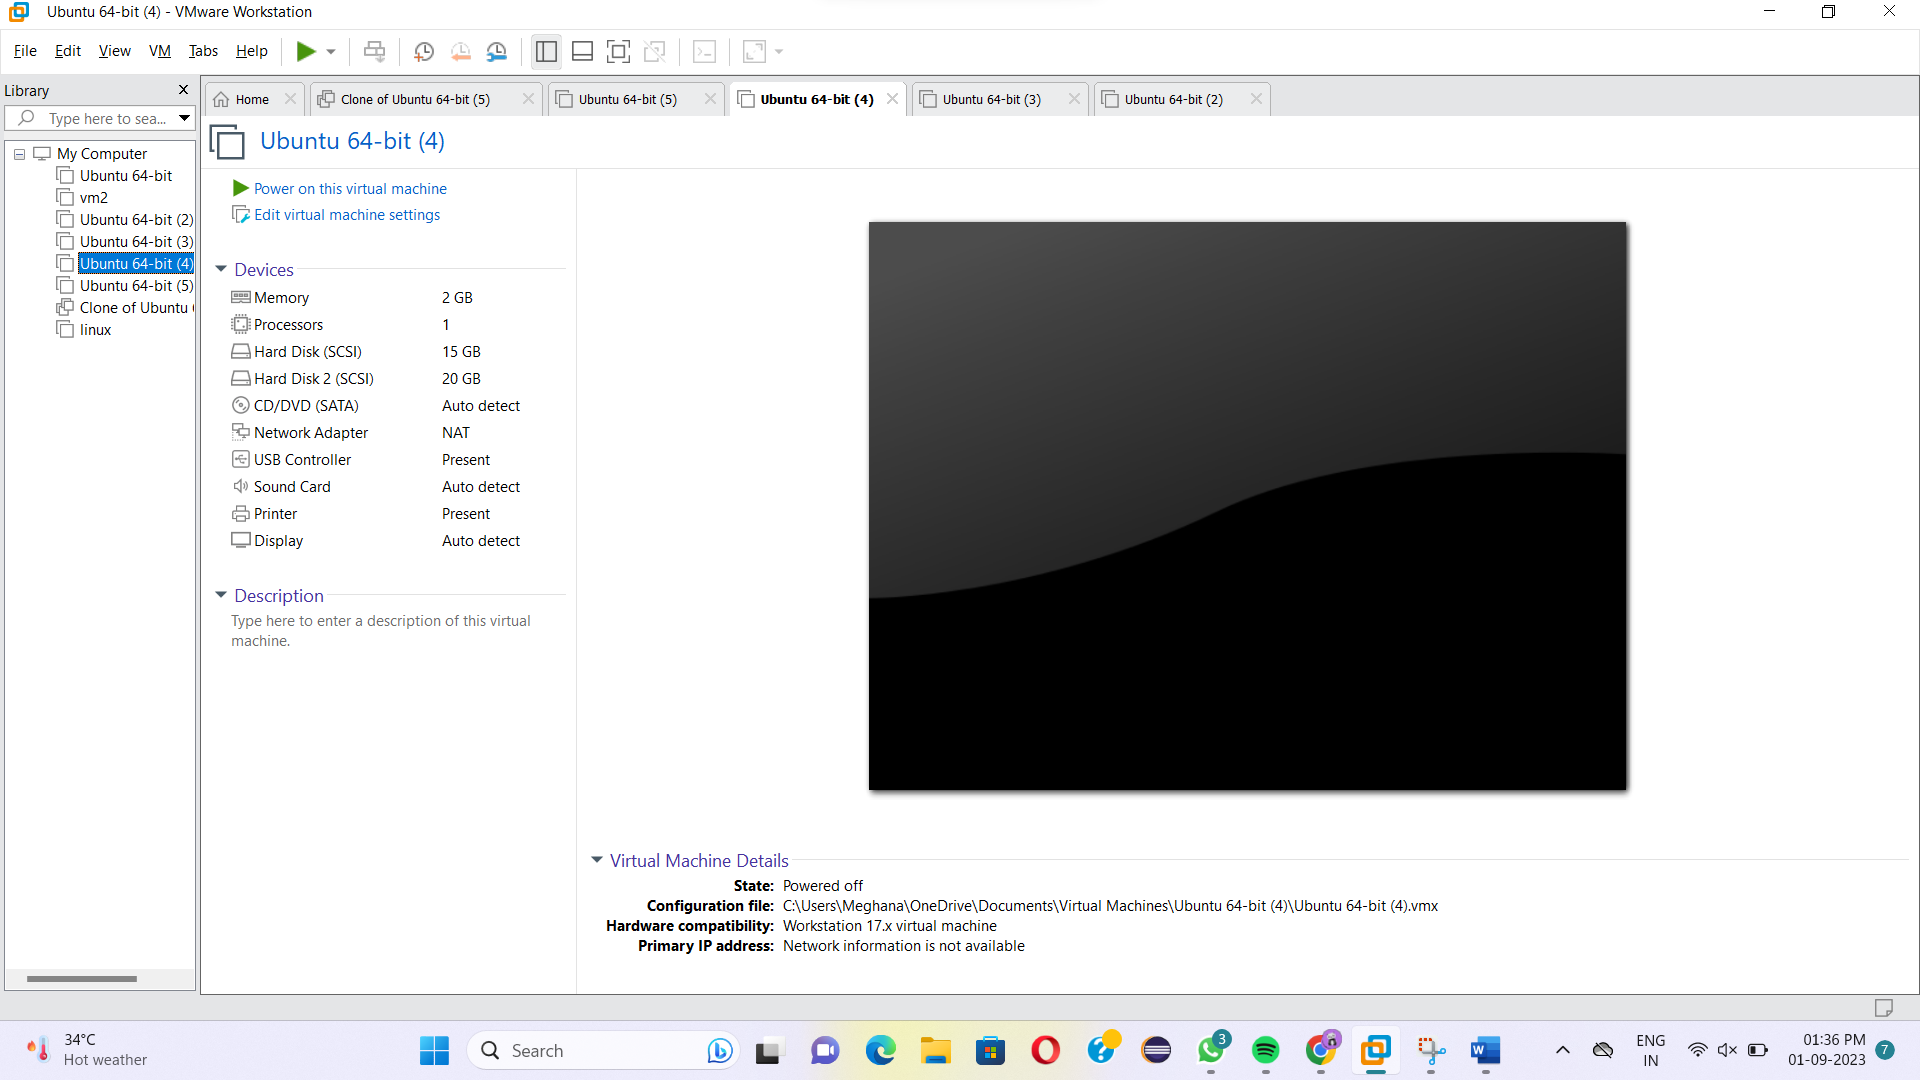 Ubuntu 64-bit (4) - VMware Workstation
File Edit View VM Tabs Help
Library
Type here to sea...
My Computer
Ubuntu 64-bit
vm2
Ubuntu 64-bit (2)
Ubuntu 64-bit (3)
Ubuntu 64-bit (4)
Ubuntu 64-bit (5)
Clone of Ubuntu
linux
Home
Clone of Ubuntu 64-bit (5)
Ubuntu 64-bit (5)
Ubuntu 64-bit (4)
Ubuntu 64-bit (3)
Ubuntu 64-bit (2)
Ubuntu 64-bit (4)
Power on this virtual machine
Edit virtual machine settings
Devices
Memory 2 GB
Processors 1
Hard Disk (SCSI) 15 GB
Hard Disk 2 (SCSI) 20 GB
CD/DVD (SATA) Auto detect
Network Adapter NAT
USB Controller Present
Sound Card Auto detect
Printer Present
Display Auto detect
Description
Type here to enter a description of this virtual
machine.
Virtual Machine Details
State: Powered off
Configuration file: C:\Users\Meghana\OneDrive\Documents\Virtual Machines\Ubuntu 64-bit (4)\Ubuntu 64-bit (4).vmx
Hardware compatibility: Workstation 17.x virtual machine
Primary IP address: Network information is not available
34°C
Hot weather
Search
3
ENG
IN
01:36 PM
01-09-2023
7